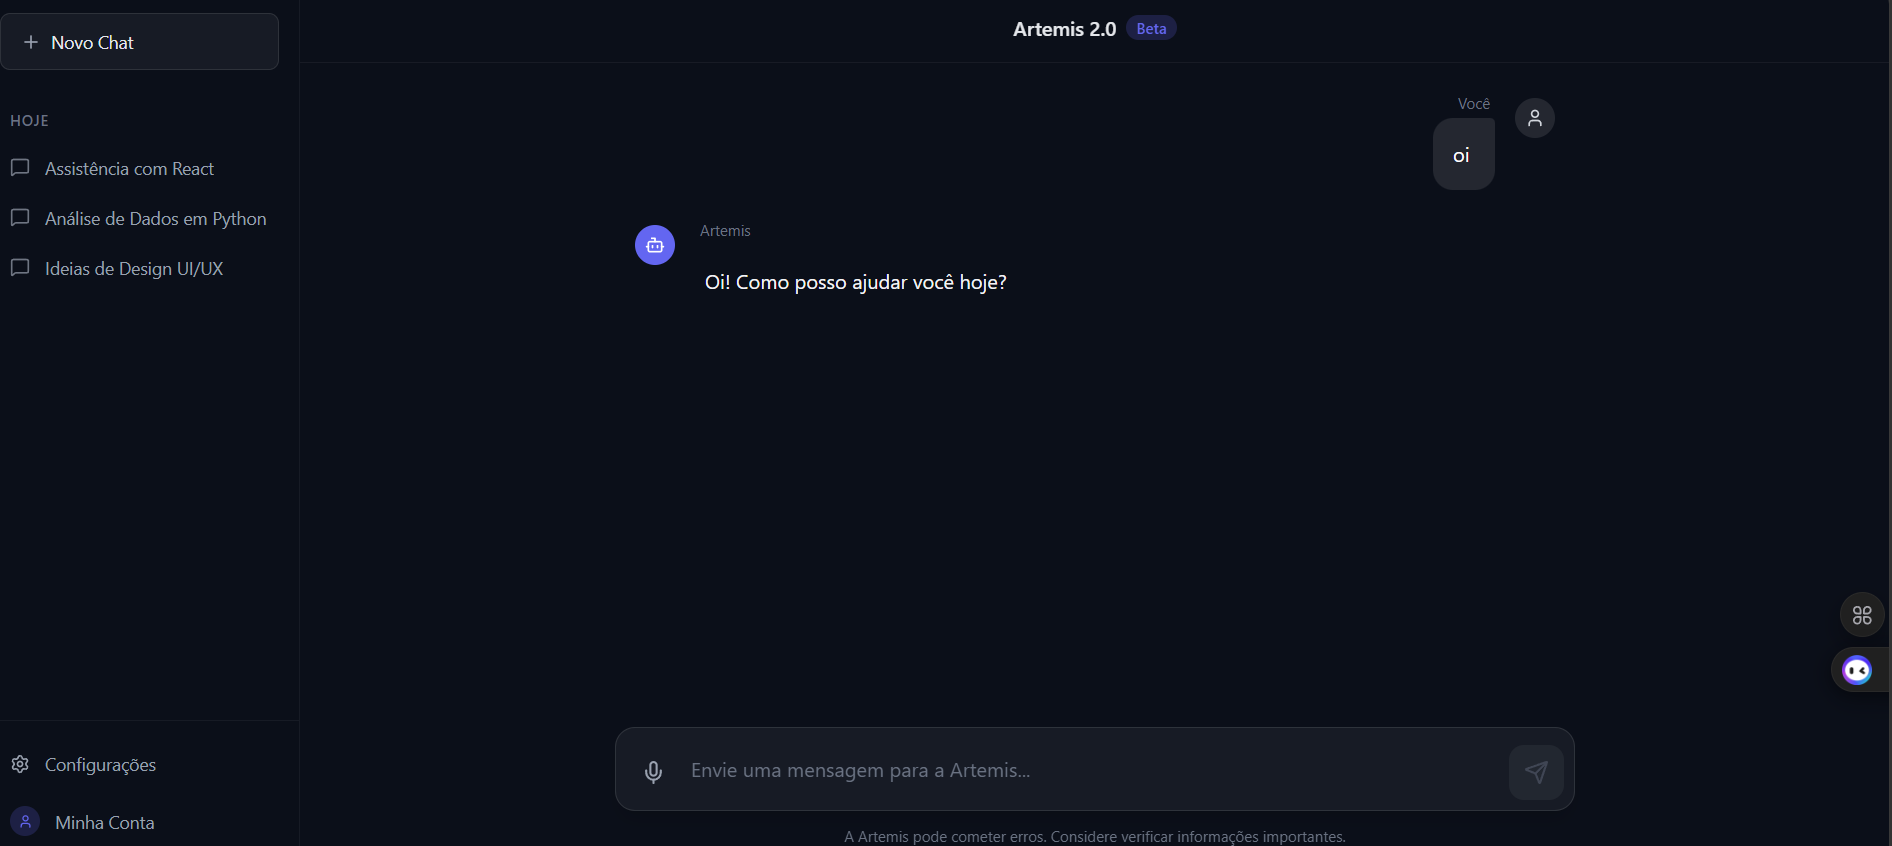 Novo Chat
HOJE
Assistência com React
Análise de Dados em Python
Ideias de Design UI/UX
Configurações
Minha Conta
Artemis 2.0 Beta
Você
oi
Artemis
Oi! Como posso ajudar você hoje?
Envie uma mensagem para a Artemis...
A Artemis pode cometer erros. Considere verificar informações importantes.